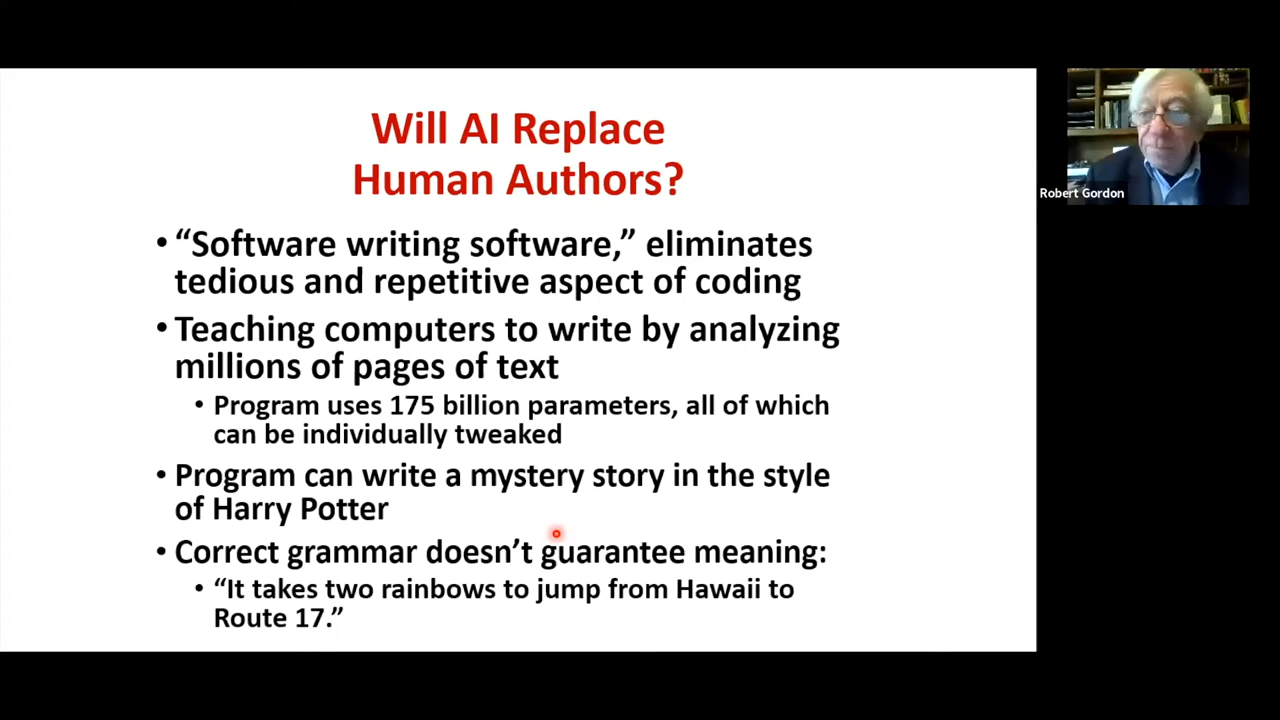 Will AI Replace
Human Authors?
• “Software writing software,” eliminates
tedious and repetitive aspect of coding
• Teaching computers to write by analyzing
millions of pages of text
• Program uses 175 billion parameters, all of which
can be individually tweaked
• Program can write a mystery story in the style
of Harry Potter
• Correct grammar doesn’t guarantee meaning:
• “It takes two rainbows to jump from Hawaii to
Route 17.”
Robert Gordon